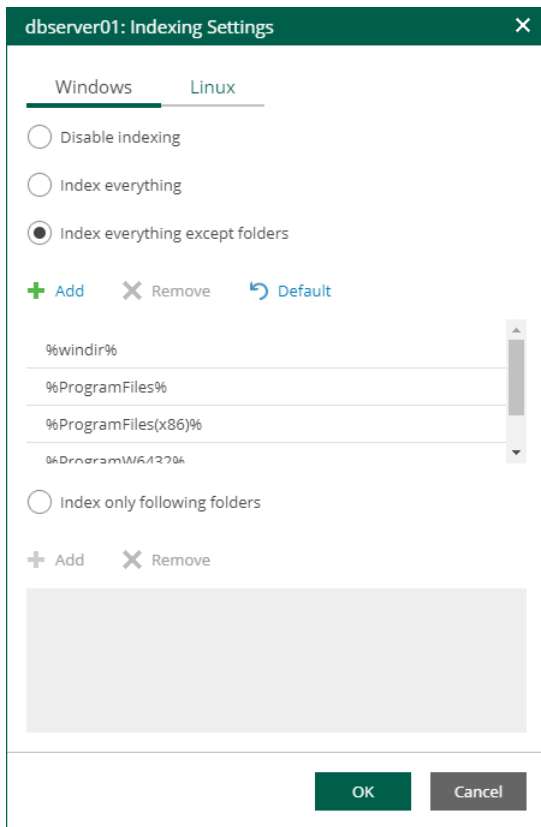 dbserver01: Indexing Settings
Windows Linux
Disable indexing
Index everything
Index everything except folders
Add Remove Default
%windir%
%ProgramFiles%
%ProgramFiles(x86)%
%ProgramW6432%
Index only following folders
Add Remove
OK Cancel